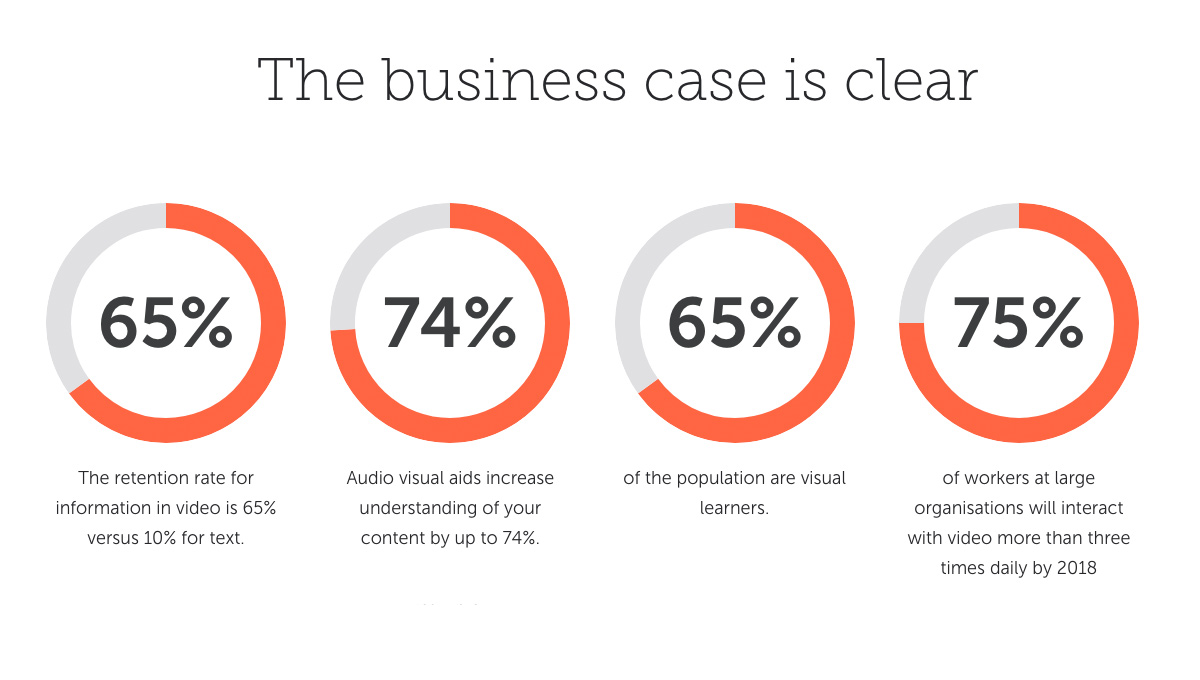 The business case is clear
65%
74%
65%
75%
The retention rate for
information in video is 65%
versus 10% for text.
Audio visual aids increase
understanding of your
content by up to 74%.
of the population are visual
learners.
of workers at large
organisations will interact
with video more than three
times daily by 2018